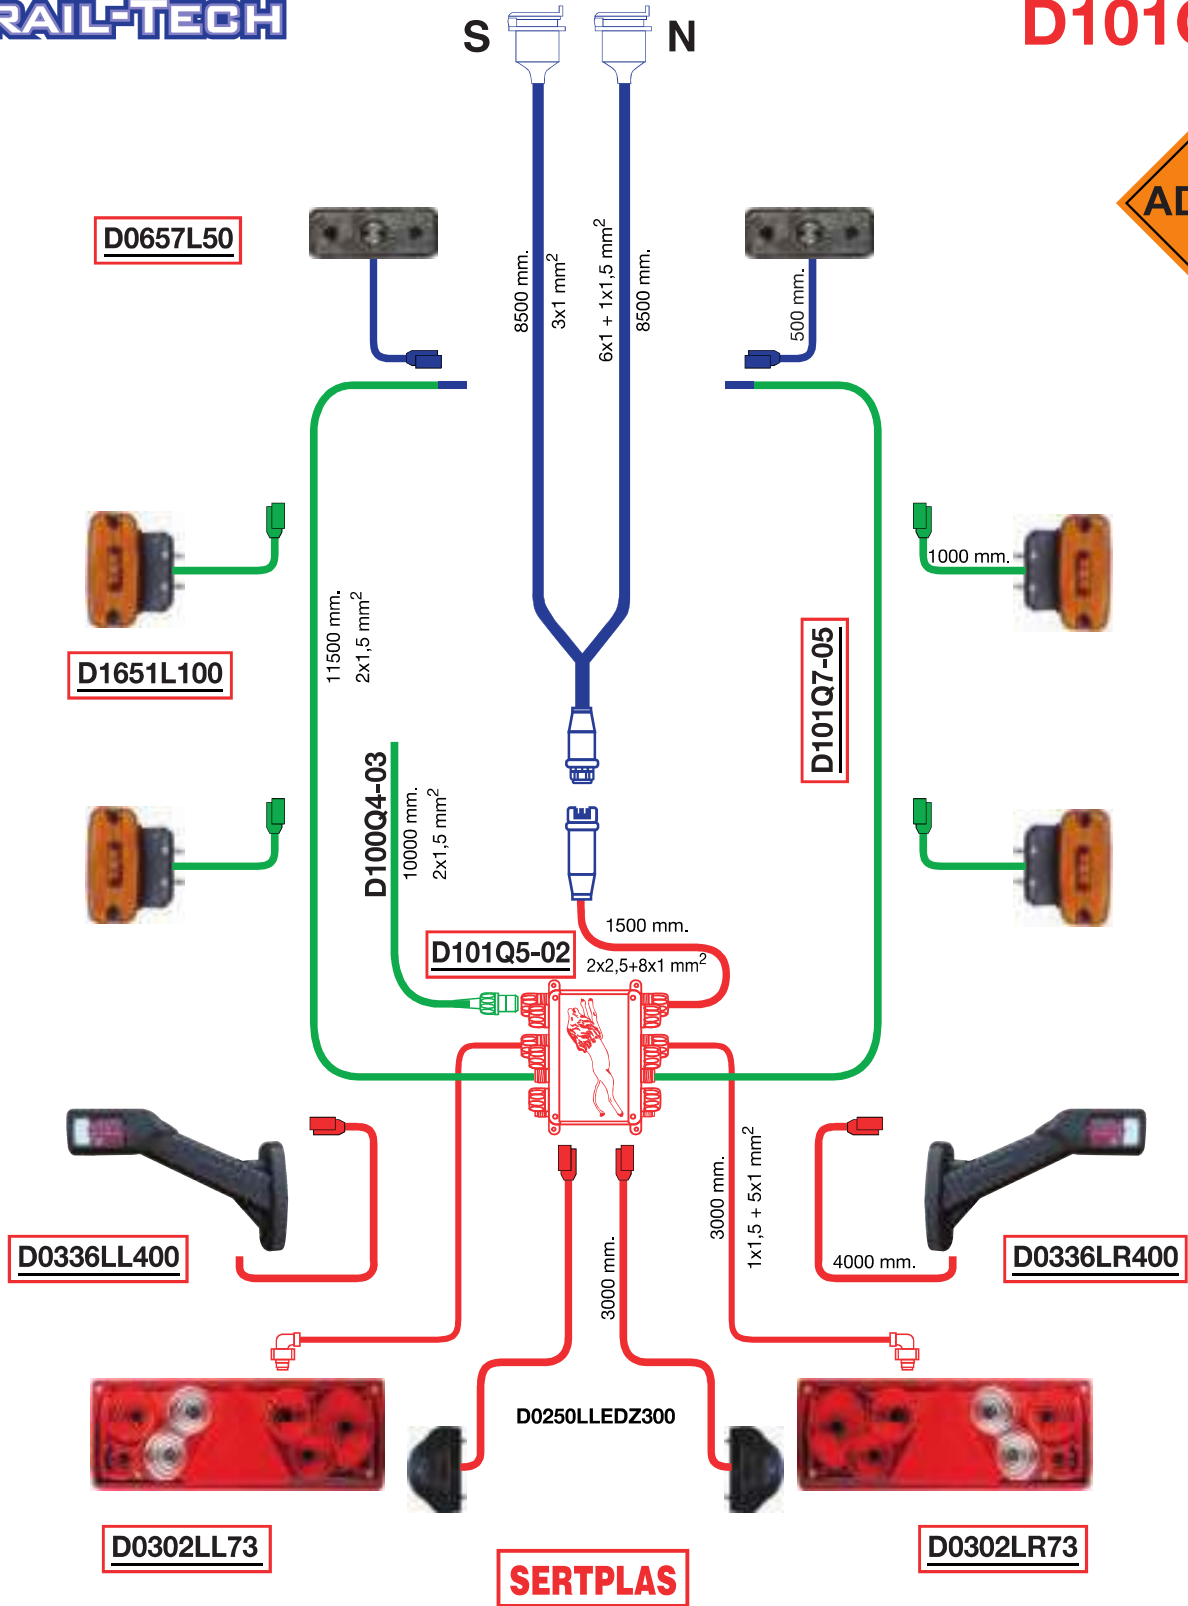 RAIL-TECH
S
N
D101
AD
D0657L50
8500 mm.
3x1 mm²
6x1 + 1x1,5 mm²
8500 mm.
500 mm.
1000 mm.
D1651L100
11500 mm.
2x1,5 mm²
D101Q7-05
D100Q4-03
10000 mm.
2x1,5 mm²
1500 mm.
D101Q5-02
2x2,5+8x1 mm²
3000 mm.
1x1,5 + 5x1 mm²
D0336LL400
3000 mm.
4000 mm.
D0336LR400
D0250LLEDZ300
D0302LL73
D0302LR73
SERTPLAS